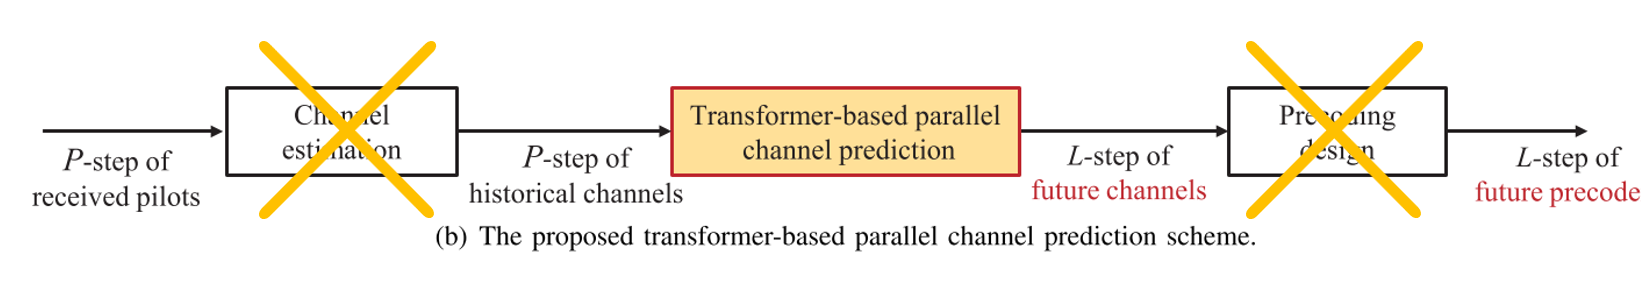 Channel
estimation
Transformer-based parallel
channel prediction
Precoding
design
P-step of
received pilots
P-step of
historical channels
L-step of
future channels
L-step of
future precode
(b) The proposed transformer-based parallel channel prediction scheme.